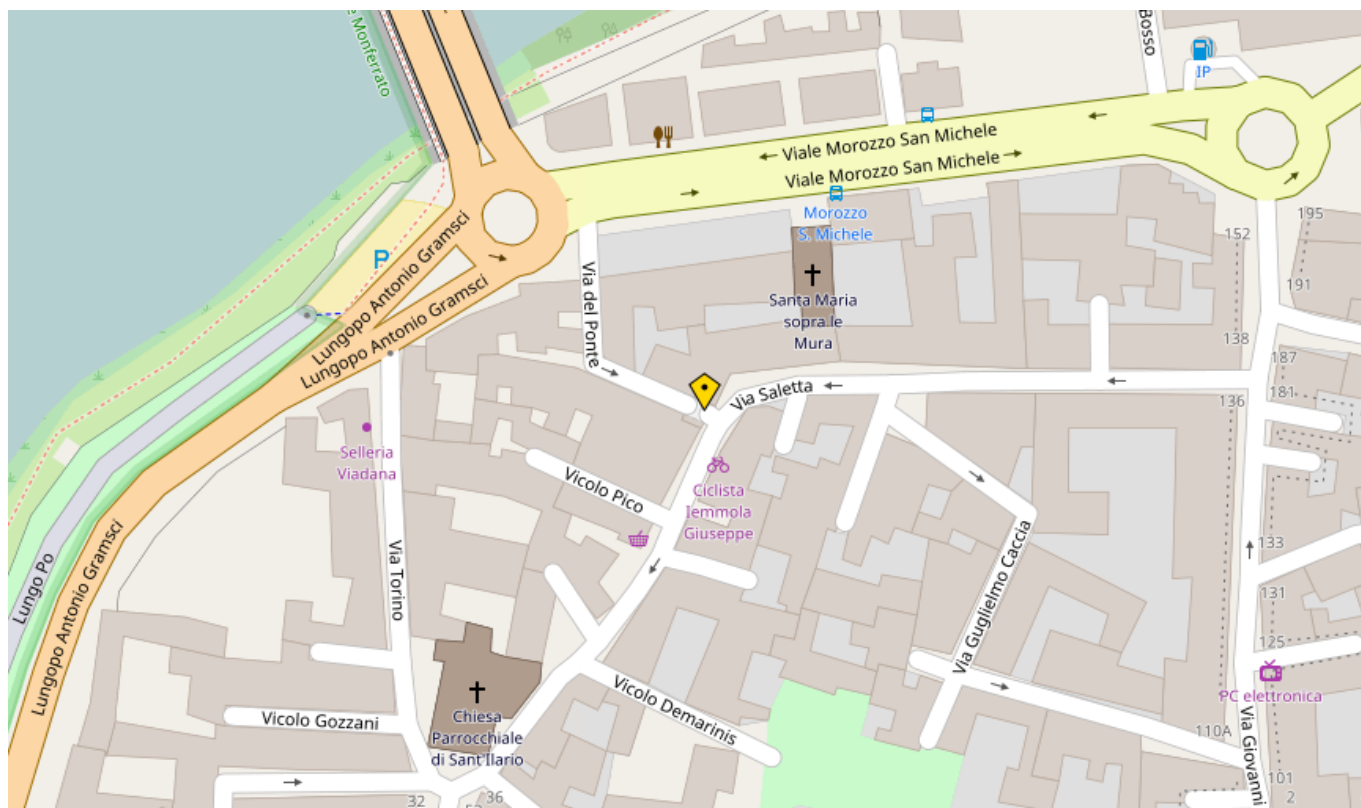 e Monferrato
Bosso
IP
Viale Morozzo San Michele
Viale Morozzo San Michele
Morozzo
S. Michele
195
152
191
P
Lungopo Antonio Gramsci
Lungopo Antonio Gramsci
Via del Ponte
Santa Maria
sopra le
Mura
138
187
181
136
Via Saletta
Selleria
Viadana
Vicolo Pico
Ciclista
Iemmola
Giuseppe
Via Guglielmo Caccia
133
131
125
Lungo Po
Lungopo Antonio Gramsci
Via Torino
PC elettronica
Vicolo Gozzani
Chiesa
Parrocchiale
di Sant'Ilario
Vicolo Demarinis
110A
Via Giovanni
101
2
32
36